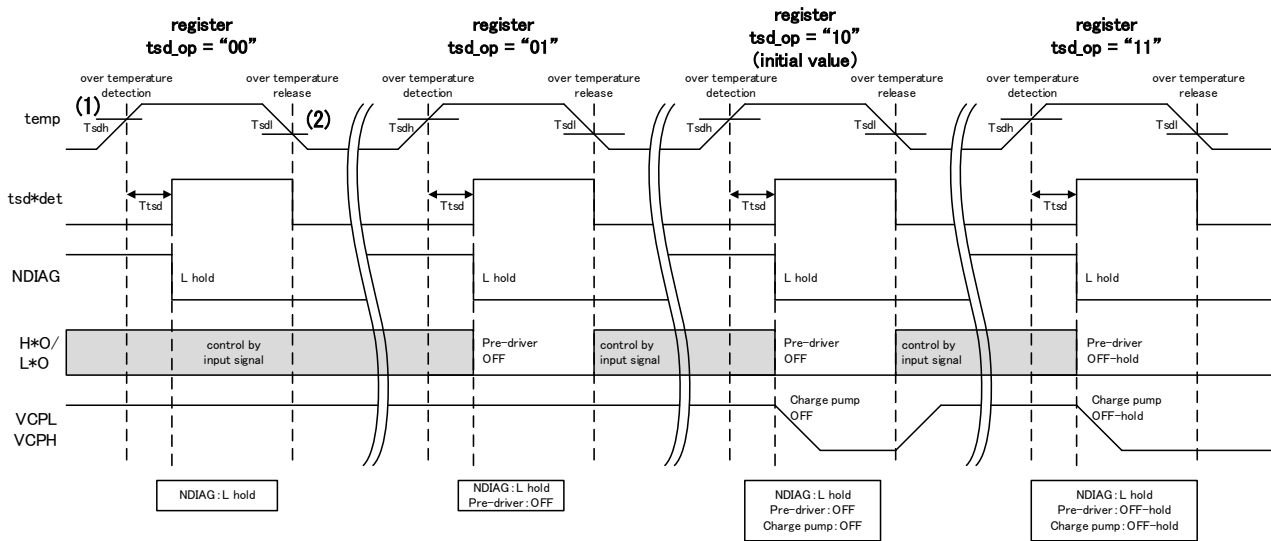 register
tsd_op = “00”
register
tsd_op = “01”
register
tsd_op = “10”
(initial value)
register
tsd_op = “11”
over temperature
detection
over temperature
release
over temperature
detection
over temperature
release
over temperature
detection
over temperature
release
over temperature
detection
over temperature
release
temp
(1)
Tsdh
Tsdl
(2)
Tsdh
Tsdl
Tsdh
Tsdl
Tsdh
Tsdl
tsd*det
Ttsd
Ttsd
Ttsd
Ttsd
NDIAG
L hold
L hold
L hold
L hold
H*O/
L*O
control by
input signal
Pre-driver
OFF
control by
input signal
Pre-driver
OFF
control by
input signal
Pre-driver
OFF-hold
VCPL
VCPH
Charge pump
OFF
Charge pump
OFF-hold
NDIAG:L hold
NDIAG:L hold
Pre-driver:OFF
NDIAG:L hold
Pre-driver:OFF
Charge pump:OFF
NDIAG:L hold
Pre-driver:OFF-hold
Charge pump:OFF-hold